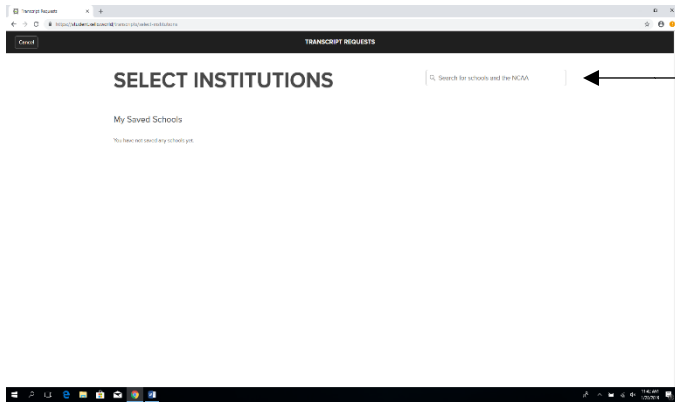 Transcript Requests
Cancel
TRANSCRIPT REQUESTS
SELECT INSTITUTIONS
Search for schools and the NCAA
My Saved Schools
You have not saved any schools yet.